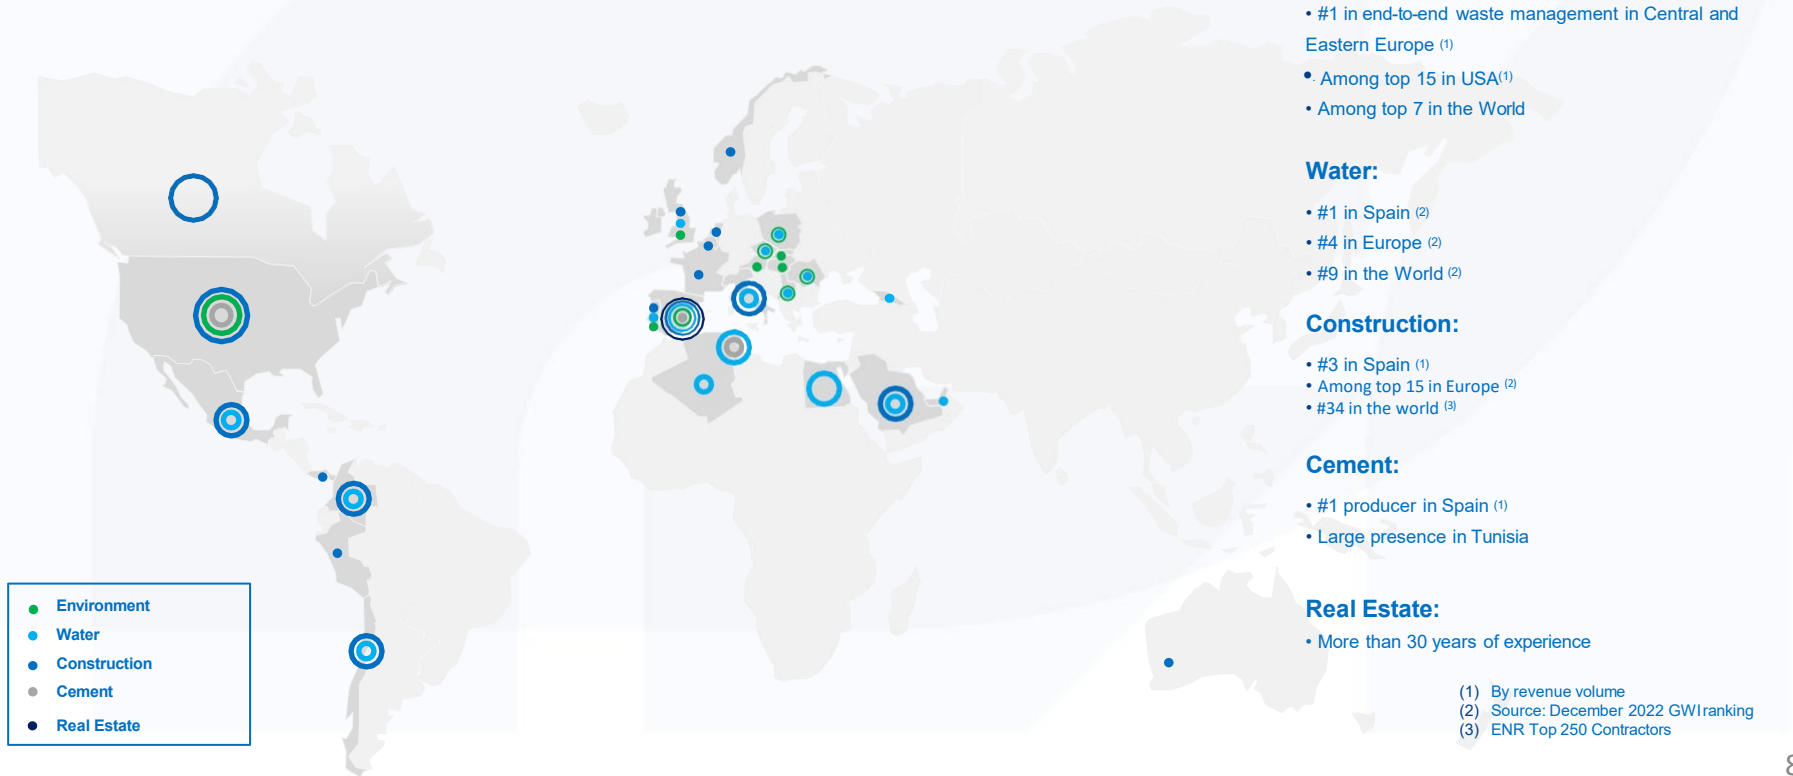 • #1 in end-to-end waste management in Central and
Eastern Europe (1)
• Among top 15 in USA(1)
• Among top 7 in the World
Water:
• #1 in Spain (2)
• #4 in Europe (2)
• #9 in the World (2)
Construction:
• #3 in Spain (1)
• Among top 15 in Europe (2)
• #34 in the world (3)
Cement:
• #1 producer in Spain (1)
• Large presence in Tunisia
Real Estate:
• More than 30 years of experience
Environment
Water
Construction
Cement
Real Estate
(1) By revenue volume
(2) Source: December 2022 GWI ranking
(3) ENR Top 250 Contractors
8